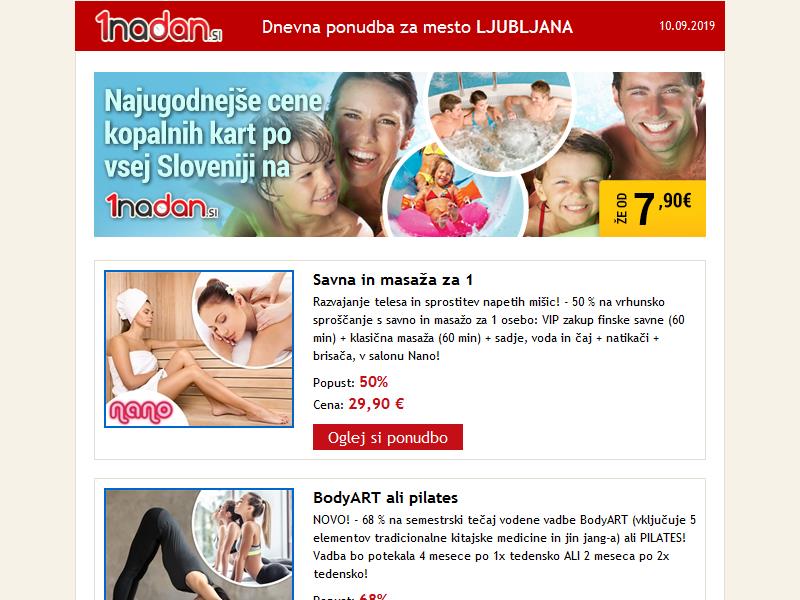 1nadan.SI
Dnevna ponudba za mesto LJUBLJANA
10.09.2019
Najugodnejše cene
kopalnih kart po
vsej Sloveniji na
1nadan.SI
ŽE OD 7,90€
Savna in masaža za 1
Razvajanje telesa in sprostitev napetih mišic! - 50 % na vrhunsko
sproščanje s savno in masažo za 1 osebo: VIP zakup finske savne (60
min) + klasična masaža (60 min) + sadje, voda in čaj + natikači +
brisača, v salonu Nano!
Popust: 50%
Cena: 29,90 €
Oglej si ponudbo
nano
BodyART ali pilates
NOVO! - 68 % na semestrski tečaj vodene vadbe BodyART (vključuje 5
elementov tradicionalne kitajske medicine in jin jang-a) ali PILATES!
Vadba bo potekala 4 mesece po 1x tedensko ALI 2 meseca po 2x
tedensko!
Popust: 68%